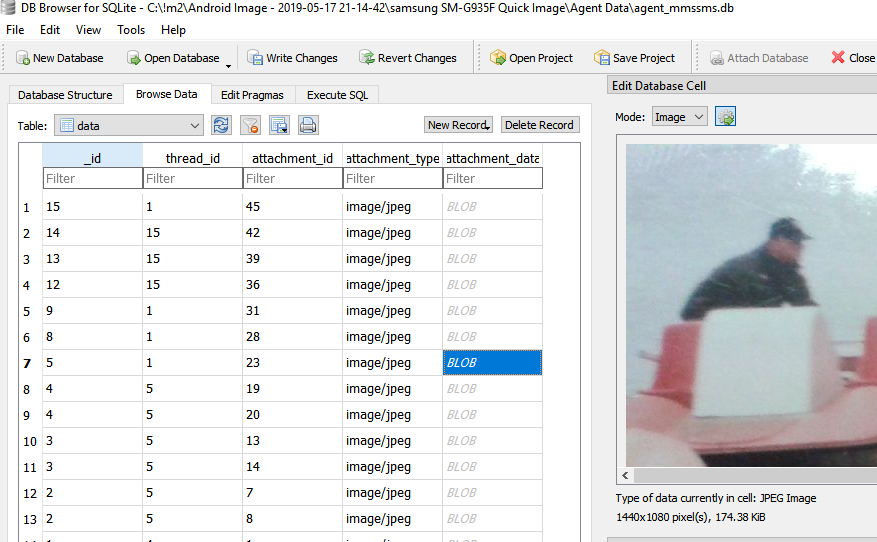 DB Browser for SQLite - C:\!m2\Android Image - 2019-05-17 21-14-42\samsung SM-G935F Quick Image\Agent Data\agent_mmssms.db
File Edit View Tools Help
New Database Open Database Write Changes Revert Changes Open Project Save Project Attach Database Close
Database Structure Browse Data Edit Pragmas Execute SQL
Table: data New Record Delete Record
_id thread_id attachment_id attachment_type attachment_data
Filter Filter Filter Filter Filter
1 15 1 45 image/jpeg BLOB
2 14 15 42 image/jpeg BLOB
3 13 15 39 image/jpeg BLOB
4 12 15 36 image/jpeg BLOB
5 9 1 31 image/jpeg BLOB
6 8 1 28 image/jpeg BLOB
7 5 1 23 image/jpeg BLOB
8 4 5 19 image/jpeg BLOB
9 4 5 20 image/jpeg BLOB
10 3 5 13 image/jpeg BLOB
11 3 5 14 image/jpeg BLOB
12 2 5 7 image/jpeg BLOB
13 2 5 8 image/jpeg BLOB
Edit Database Cell
Mode: Image
Type of data currently in cell: JPEG Image
1440x1080 pixel(s), 174.38 KiB